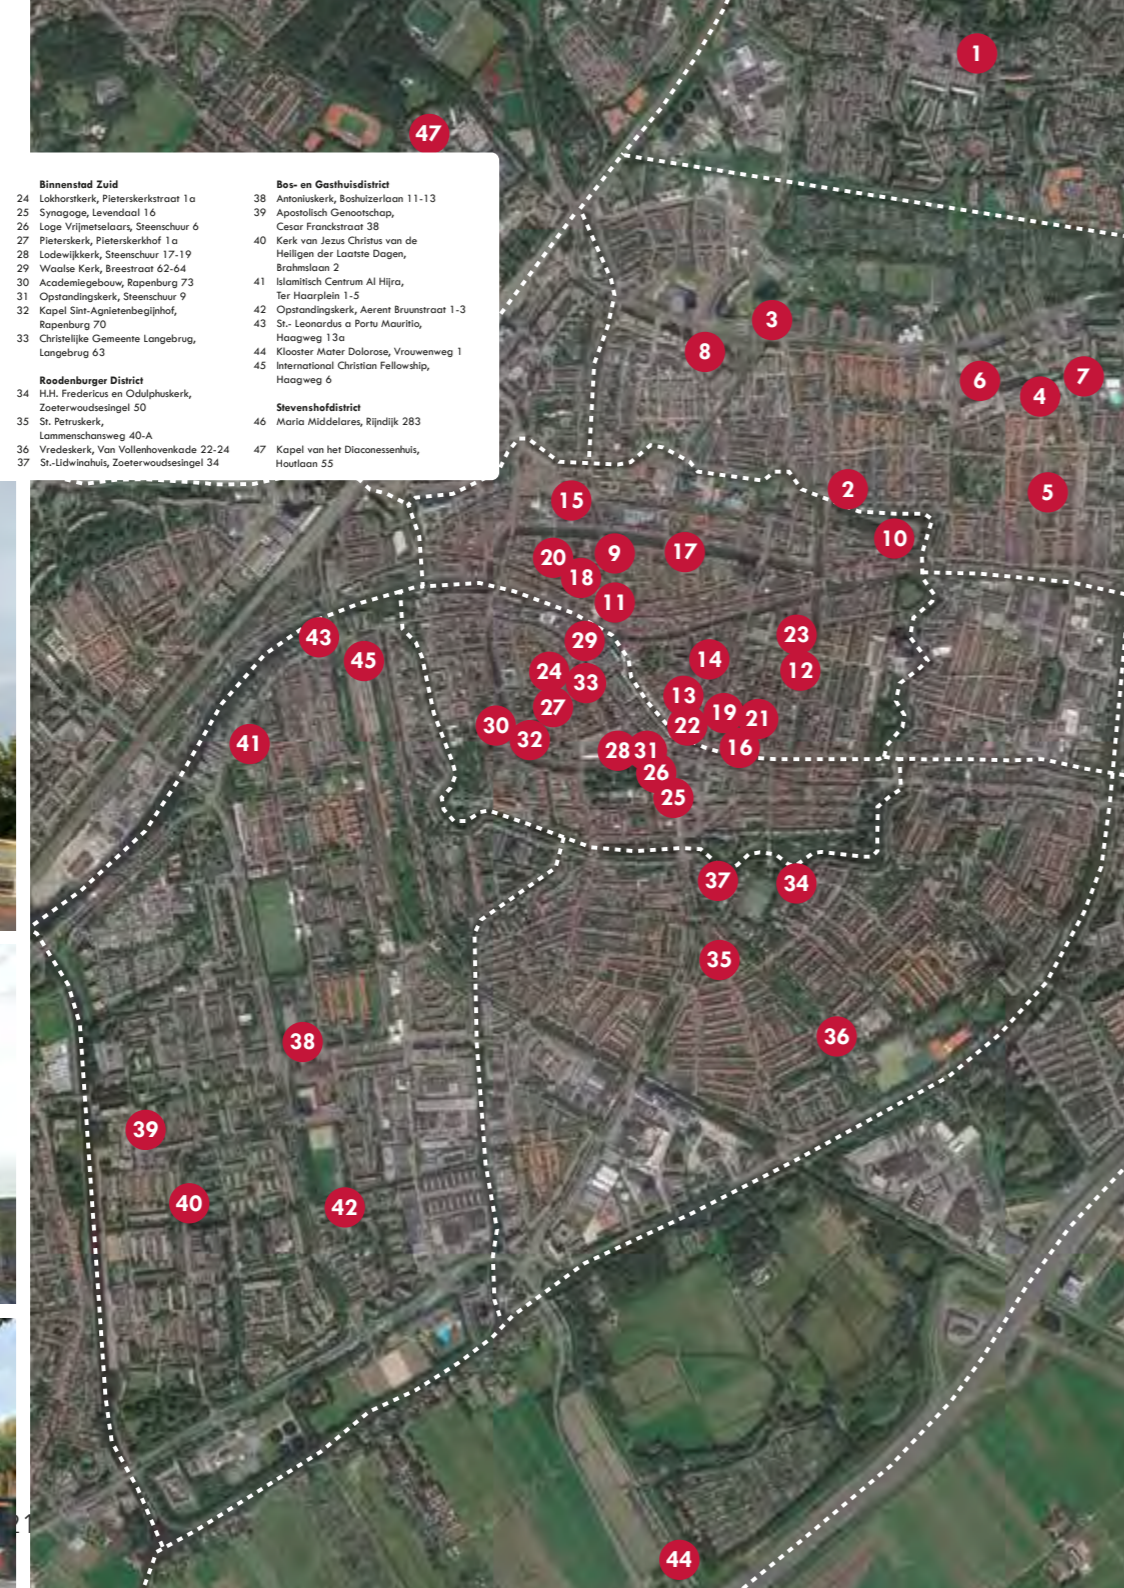 Binnenstad Zuid
24 Lokhorstkerk, Pieterskerkstraat 1a
25 Synagoge, Levendaal 16
26 Loge Vrijmetselaars, Steenschuur 6
27 Pieterskerk, Pieterskerkhof 1a
28 Lodewijkkerk, Steenschuur 17-19
29 Waalse Kerk, Breestraat 62-64
30 Academiegebouw, Rapenburg 73
31 Opstandingskerk, Steenschuur 9
32 Kapel Sint-Agnietenbegijnhof,
Rapenburg 70
33 Christelijke Gemeente Langebrug,
Langebrug 63
Roodenburger District
34 H.H. Fredericus en Odulphuskerk,
Zoeterwoudsesingel 50
35 St. Petruskerk,
Lammenschansweg 40-A
36 Vredeskerk, Van Vollenhovenkade 22-24
37 St.-Lidwinahuis, Zoeterwoudsesingel 34
Bos- en Gasthuisdistrict
38 Antoniuskerk, Boshuizerlaan 11-13
39 Apostolisch Genootschap,
Cesar Franckstraat 38
40 Kerk van Jezus Christus van de
Heiligen der Laatste Dagen,
Brahmslaan 2
41 Islamitisch Centrum Al Hijra,
Ter Haarplein 1-5
42 Opstandingskerk, Aerent Bruunstraat 1-3
43 St.- Leonardus a Portu Mauritio,
Haagweg 13a
44 Klooster Mater Dolorose, Vrouwenweg 1
45 International Christian Fellowship,
Haagweg 6
Stevenshofdistrict
46 Maria Middelares, Rijndijk 283
47 Kapel van het Diaconessenhuis,
Houtlaan 55
1
47
3
8
7
6
4
2
5
15
10
17
9
20
18
11
43
29
23
45
14
24
12
33
13
27
19
21
30
22
32
41
16
28
31
26
25
37
34
35
36
38
39
40
42
21
44